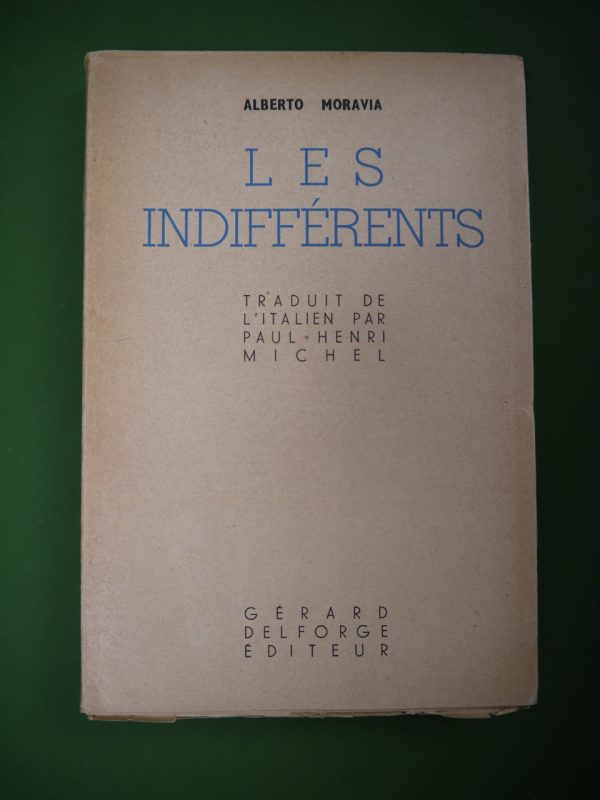 ALBERTO MORAVIA
LES
INDIFFÉRENTS
TRADUIT DE
L'ITALIEN PAR
PAUL-HENRI
MICHEL
GÉRARD
DELFORGE
ÉDITEUR